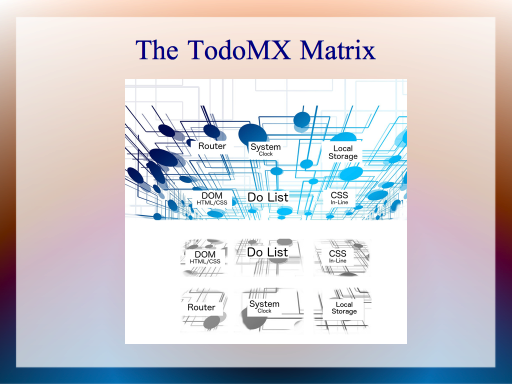 The TodoMX Matrix
Router
System
Clock
Local
Storage
DOM
HTML/CSS
Do List
CSS
In-Line
DOM
HTML/CSS
Do List
CSS
In-Line
Router
System
Clock
Local
Storage